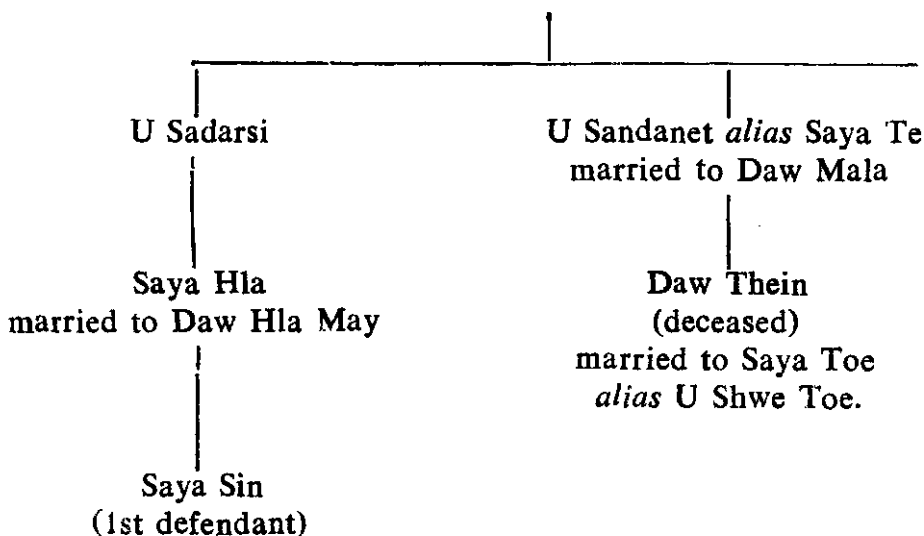 U Sadarsi
U Sandanet alias Saya Te
married to Daw Mala
Saya Hla
married to Daw Hla May
Daw Thein
(deceased)
married to Saya Toe
alias U Shwe Toe.
Saya Sin
(1st defendant)